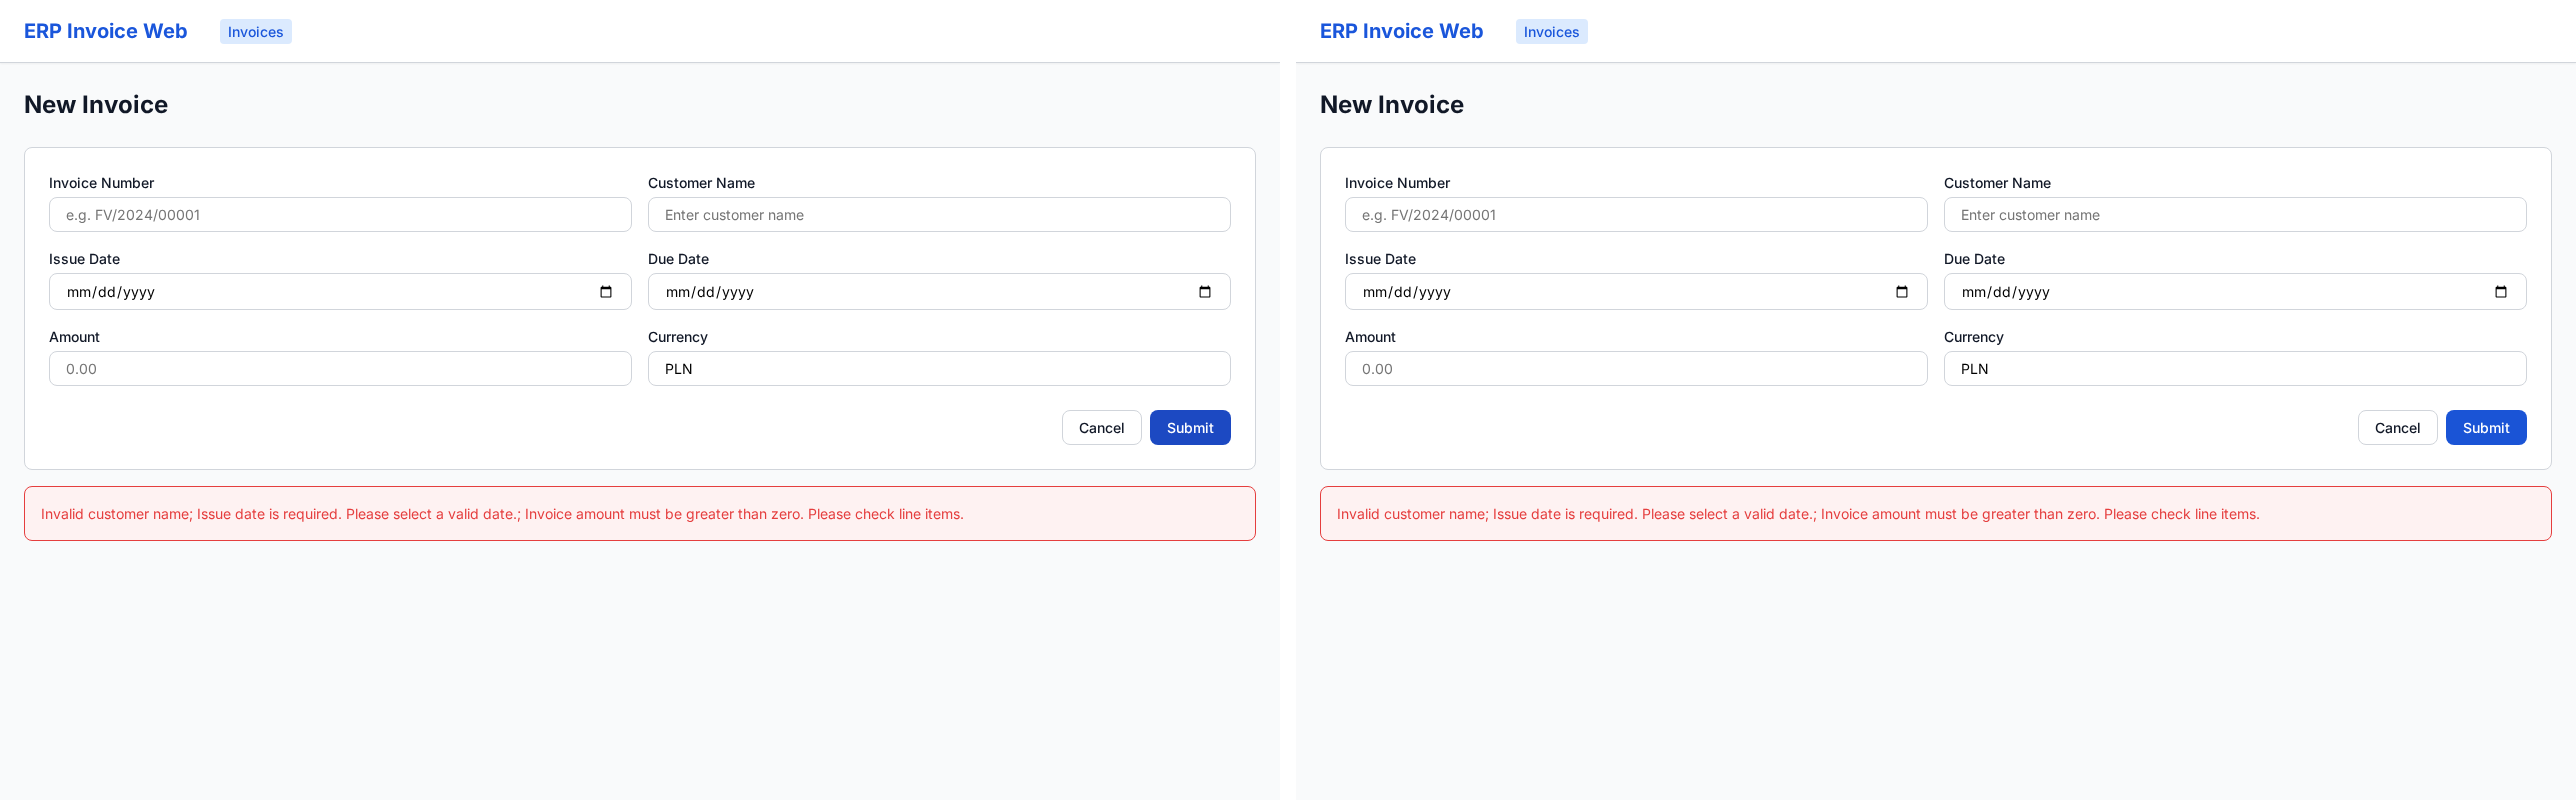 ERP Invoice Web
Invoices
New Invoice
Invoice Number
Customer Name
e.g. FV/2024/00001
Enter customer name
Issue Date
Due Date
mm/dd/yyyy
mm/dd/yyyy
Amount
Currency
0.00
PLN
Cancel
Submit
Invalid customer name; Issue date is required. Please select a valid date.; Invoice amount must be greater than zero. Please check line items.
ERP Invoice Web
Invoices
New Invoice
Invoice Number
Customer Name
e.g. FV/2024/00001
Enter customer name
Issue Date
Due Date
mm/dd/yyyy
mm/dd/yyyy
Amount
Currency
0.00
PLN
Cancel
Submit
Invalid customer name; Issue date is required. Please select a valid date.; Invoice amount must be greater than zero. Please check line items.